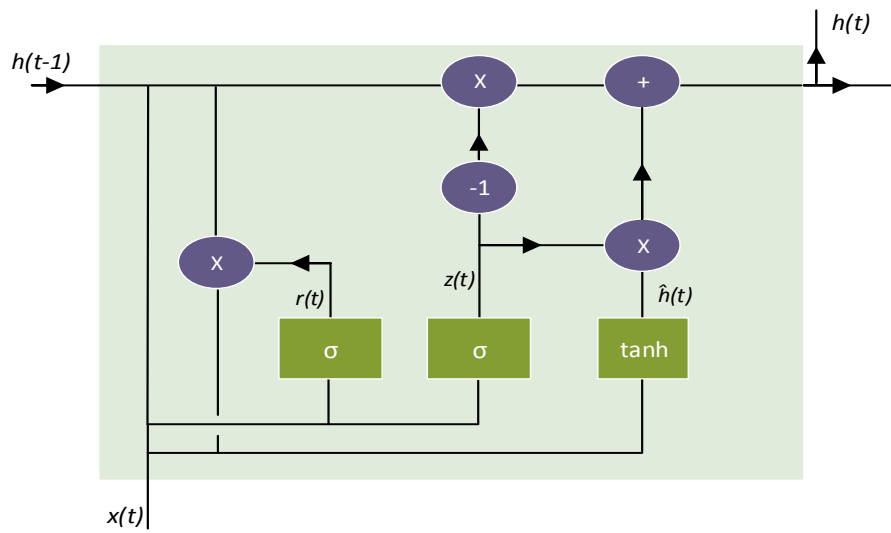 h(t)
h(t-1)
X
+
-1
X
X
z(t)
r(t)
ĥ(t)
σ
σ
tanh
x(t)